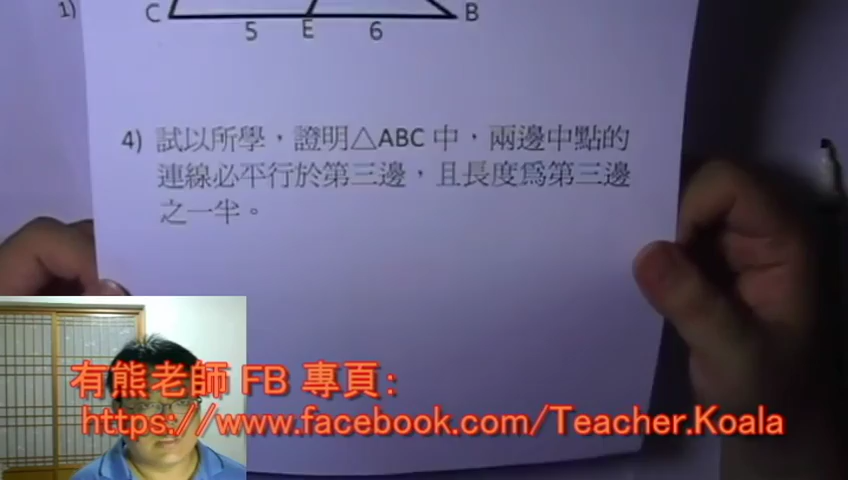 1)
C
B
5 E 6
4) 試以所學，證明△ABC 中，兩邊中點的
連線必平行於第三邊，且長度為第三邊
之一半。
有熊老師 FB 專頁:
https://www.facebook.com/Teacher.Koala